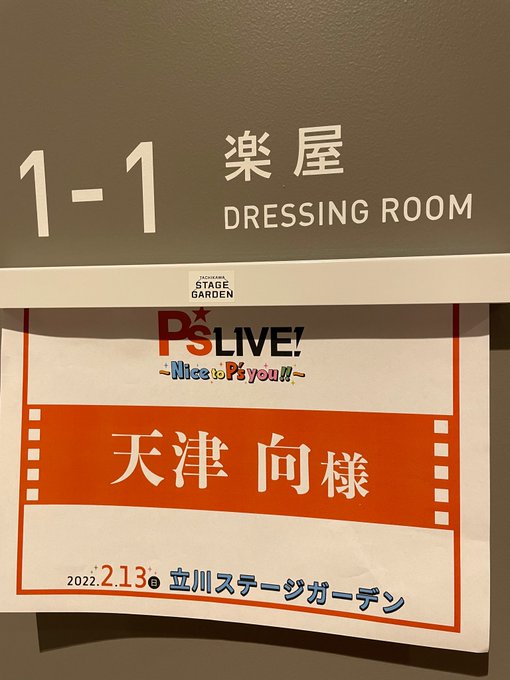 1-1
楽屋
DRESSING ROOM
TACHIKAWA
STAGE
GARDEN
P's LIVE!
~Nice to P's you!!~
天津 向様
2022.2.13日 立川ステージガーデン